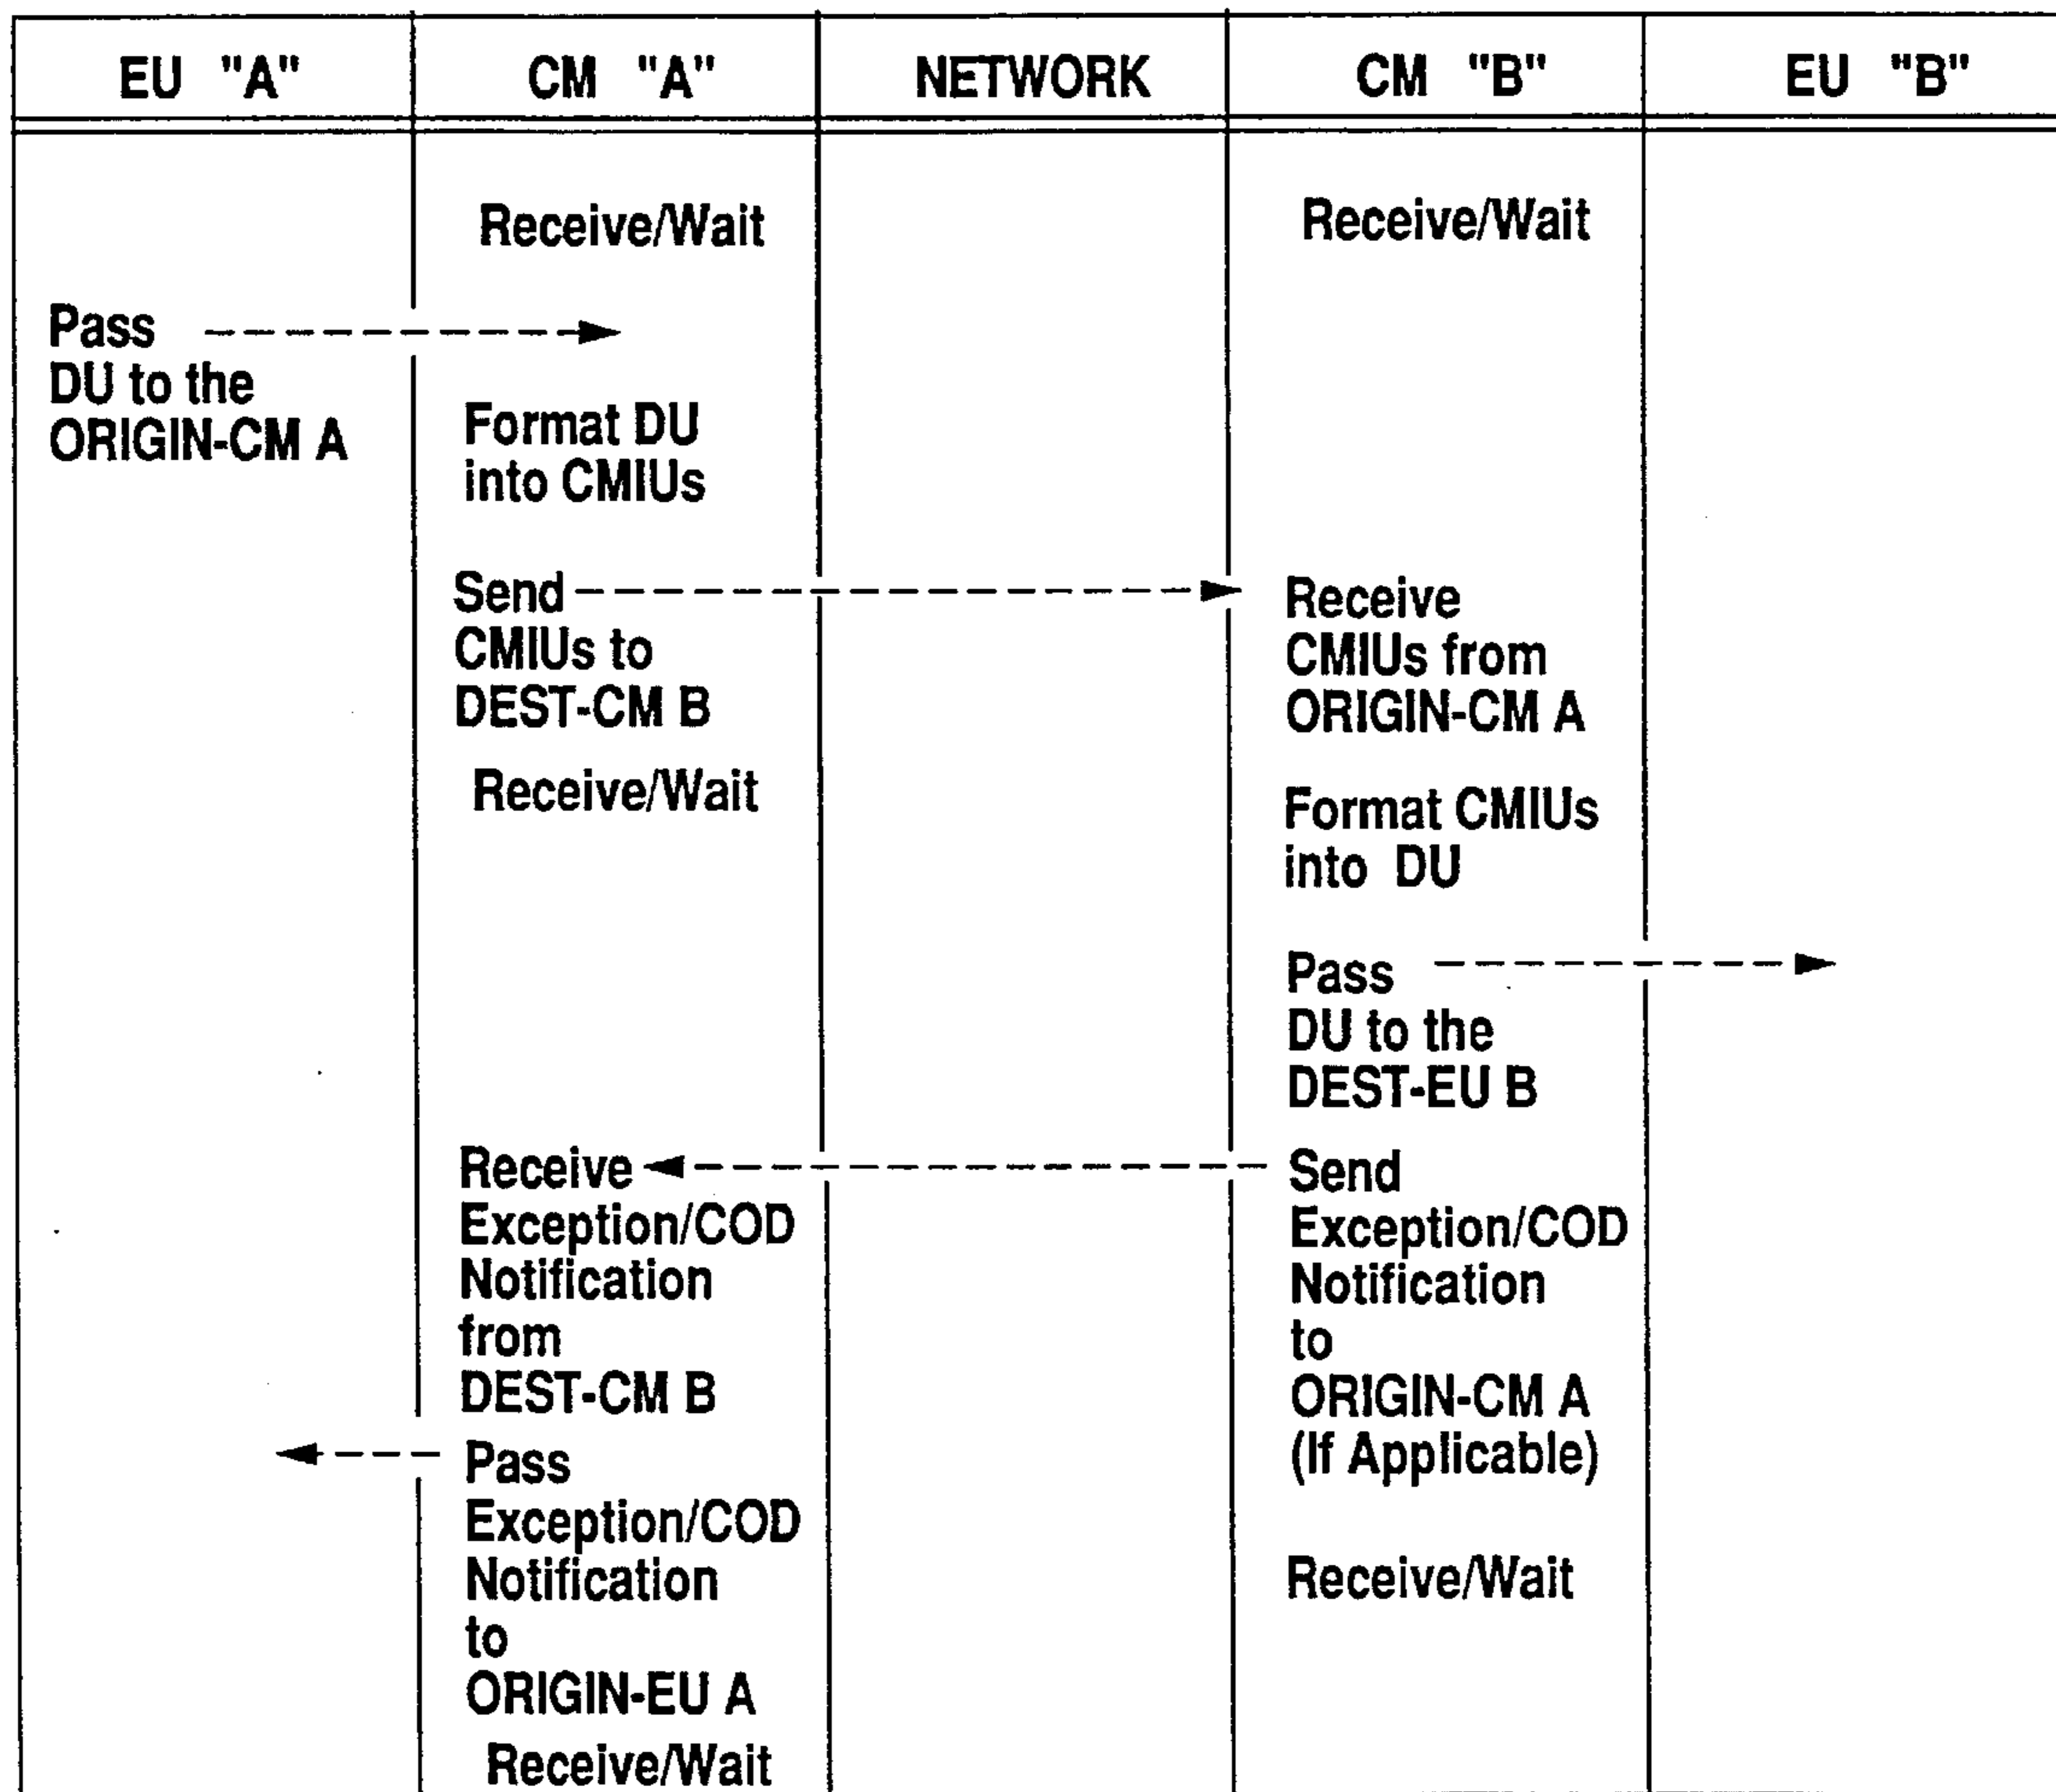 EU "A"
CM "A"
NETWORK
CM "B"
EU "B"
Receive/Wait
Receive/Wait
Pass
DU to the
ORIGIN-CM A
Format DU
into CMIUs
Send
CMIUs to
DEST-CM B
Receive
CMIUs from
ORIGIN-CM A
Receive/Wait
Format CMIUs
into DU
Pass
DU to the
DEST-EU B
Receive
Exception/COD
Notification
from
DEST-CM B
Send
Exception/COD
Notification
to
ORIGIN-CM A
(If Applicable)
Pass
Exception/COD
Notification
to
ORIGIN-EU A
Receive/Wait
Receive/Wait